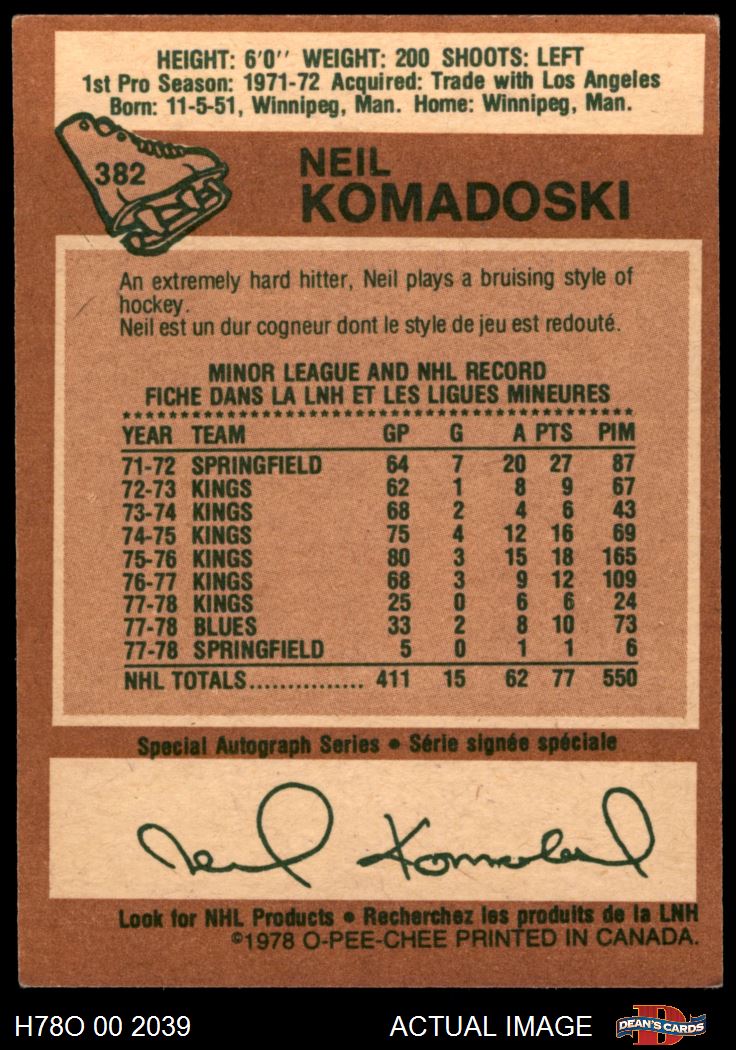 HEIGHT: 6'0'' WEIGHT: 200 SHOOTS: LEFT
1st Pro Season: 1971-72 Acquired: Trade with Los Angeles
Born: 11-5-51, Winnipeg, Man. Home: Winnipeg, Man.
382
NEIL
KOMADOSKI
An extremely hard hitter, Neil plays a bruising style of
hockey.
Neil est un dur cogneur dont le style de jeu est redouté.
MINOR LEAGUE AND NHL RECORD
FICHE DANS LA LNH ET LES LIGUES MINEURES
YEAR TEAM GP G A PTS PIM
71-72 SPRINGFIELD 64 7 20 27 87
72-73 KINGS 62 1 8 9 67
73-74 KINGS 68 2 4 6 43
74-75 KINGS 75 4 12 16 69
75-76 KINGS 80 3 15 18 165
76-77 KINGS 68 3 9 12 109
77-78 KINGS 25 0 6 6 24
77-78 BLUES 33 2 8 10 73
77-78 SPRINGFIELD 5 0 1 1 6
NHL TOTALS............... 411 15 62 77 550
Special Autograph Series • Série signée spéciale
Neil Komadoski
Look for NHL Products • Recherchez les produits de la LNH
©1978 O-PEE-CHEE PRINTED IN CANADA.
H78O 00 2039 ACTUAL IMAGE D DEAN'S CARDS